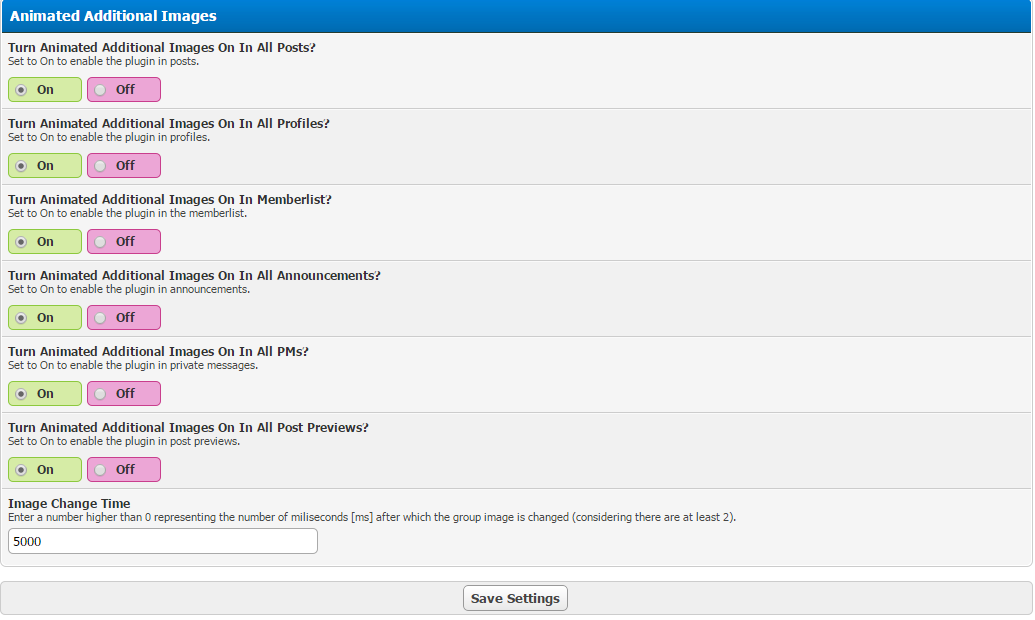 Animated Additional Images
Turn Animated Additional Images On In All Posts?
Set to On to enable the plugin in posts.
On Off
Turn Animated Additional Images On In All Profiles?
Set to On to enable the plugin in profiles.
On Off
Turn Animated Additional Images On In Memberlist?
Set to On to enable the plugin in the memberlist.
On Off
Turn Animated Additional Images On In All Announcements?
Set to On to enable the plugin in announcements.
On Off
Turn Animated Additional Images On In All PMs?
Set to On to enable the plugin in private messages.
On Off
Turn Animated Additional Images On In All Post Previews?
Set to On to enable the plugin in post previews.
On Off
Image Change Time
Enter a number higher than 0 representing the number of miliseconds [ms] after which the group image is changed (considering there are at least 2).
5000
Save Settings